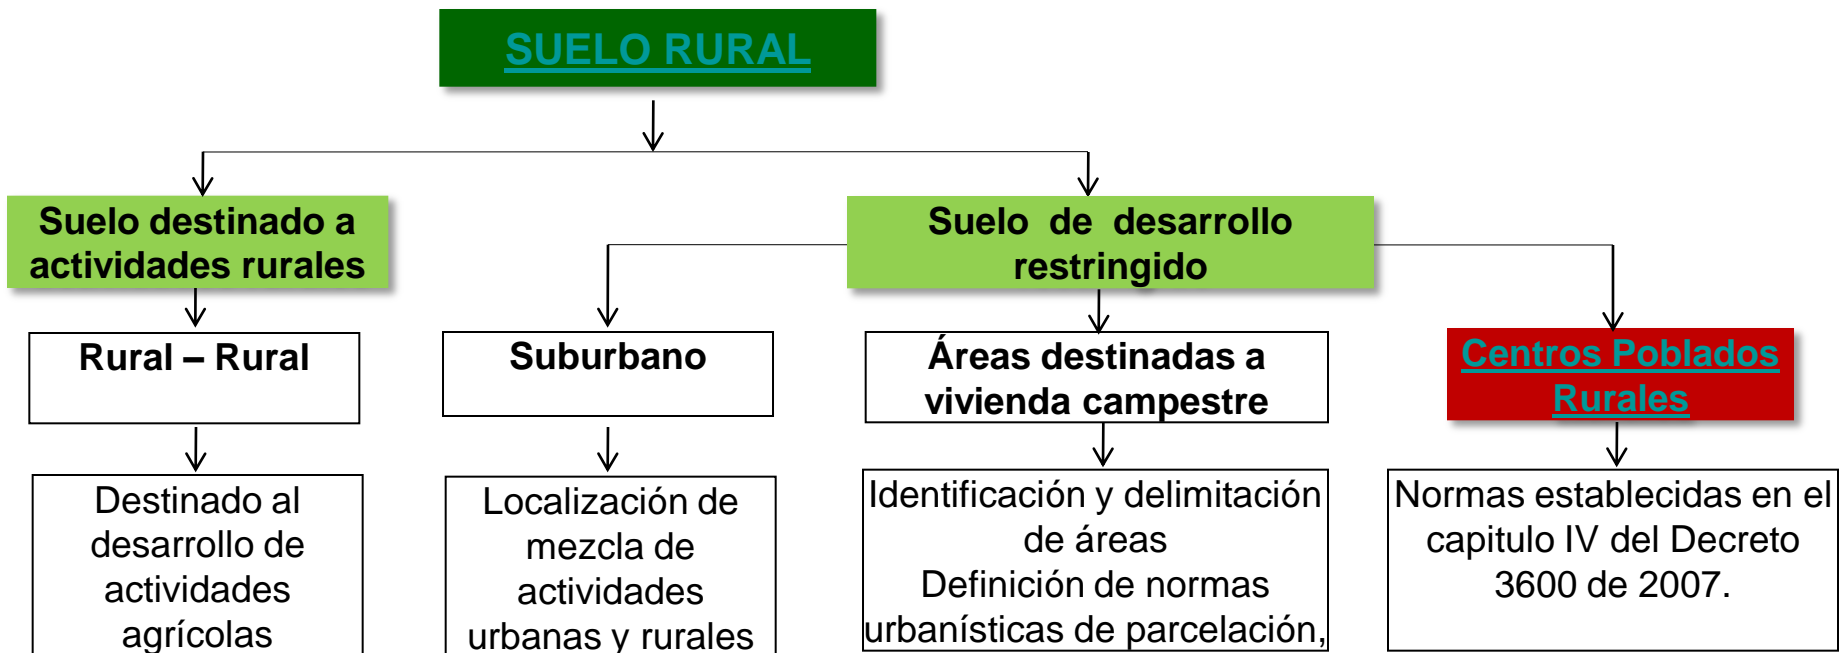 SUELO RURAL
Suelo destinado a
actividades rurales
Suelo de desarrollo
restringido
Rural – Rural
Suburbano
Áreas destinadas a
vivienda campestre
Centros Poblados
Rurales
Destinado al
desarrollo de
actividades
agrícolas
Localización de
mezcla de
actividades
urbanas y rurales
Identificación y delimitación
de áreas
Definición de normas
urbanísticas de parcelación,
Normas establecidas en el
capitulo IV del Decreto
3600 de 2007.